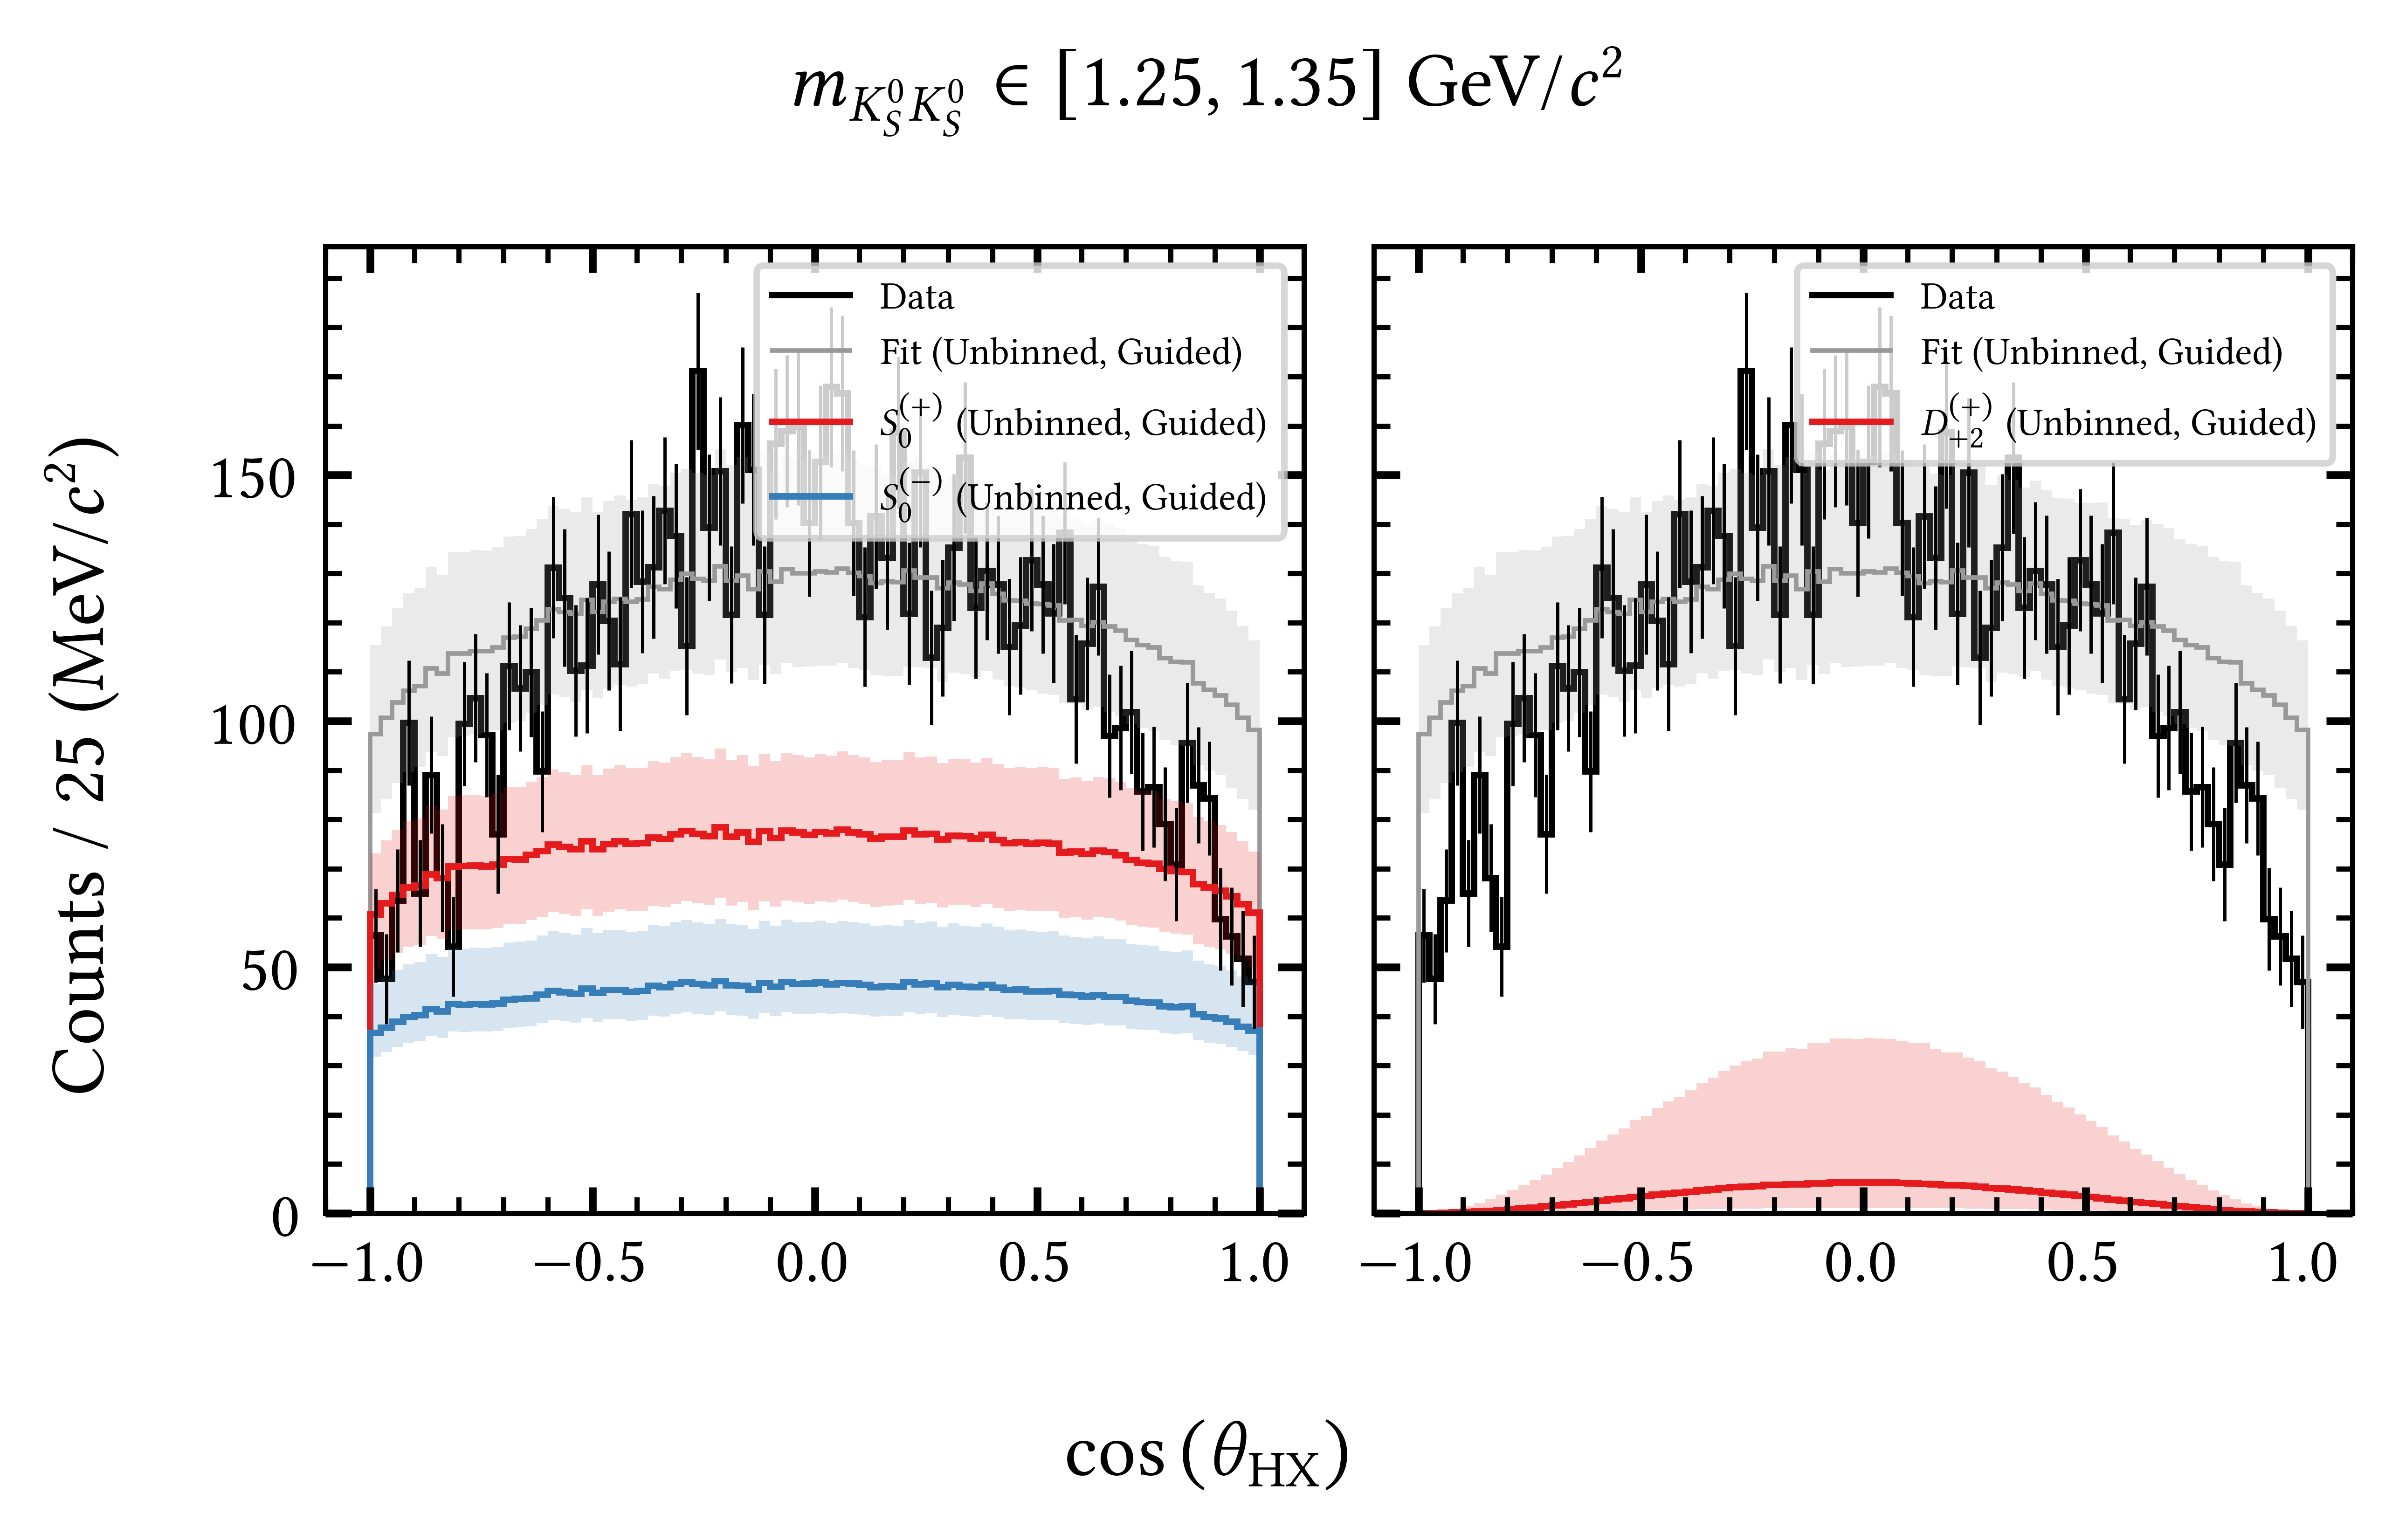 m_{K_S^0 K_S^0} ∈ [1.25, 1.35] GeV/c²
Counts / 25 (MeV/c²)
150
100
50
0
Data
Fit (Unbinned, Guided)
S_0^{(+)} (Unbinned, Guided)
S_0^{(−)} (Unbinned, Guided)
−1.0 −0.5 0.0 0.5 1.0
Data
Fit (Unbinned, Guided)
D_{+2}^{(+)} (Unbinned, Guided)
−1.0 −0.5 0.0 0.5 1.0
cos (θ_{HX})